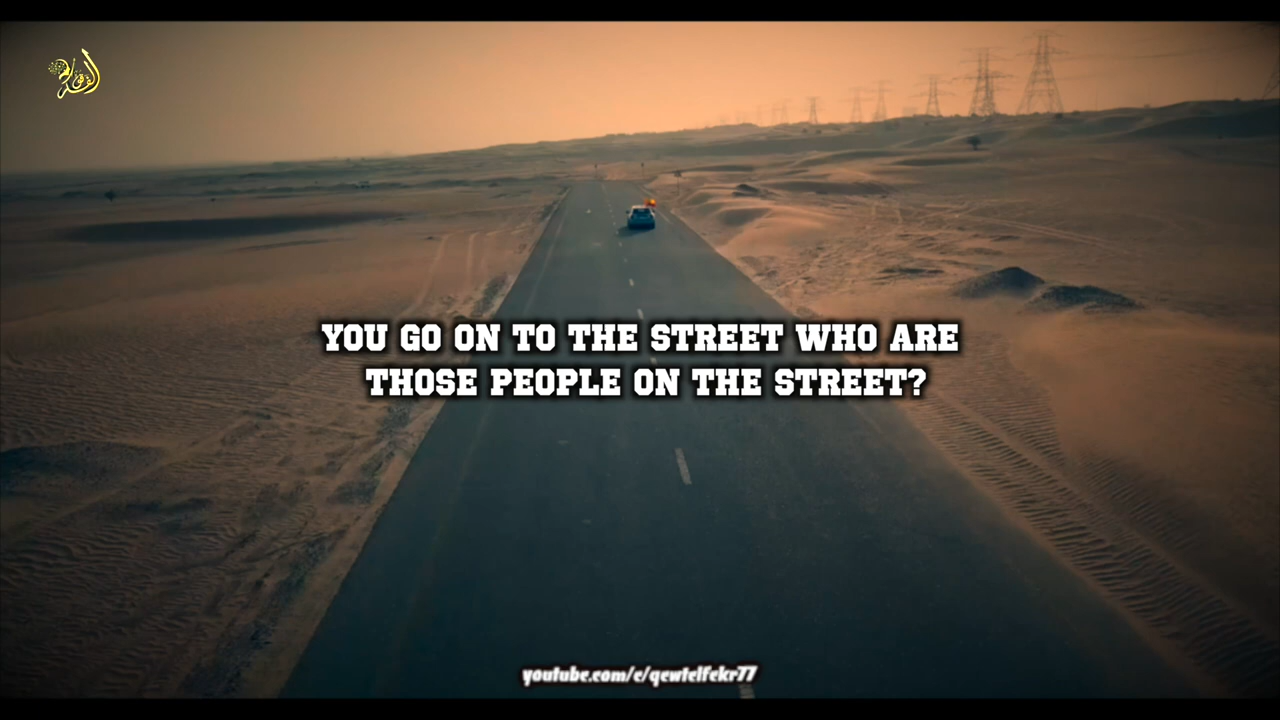 YOU GO ON TO THE STREET WHO ARE
THOSE PEOPLE ON THE STREET?
youtube.com/c/qewtelfekr77